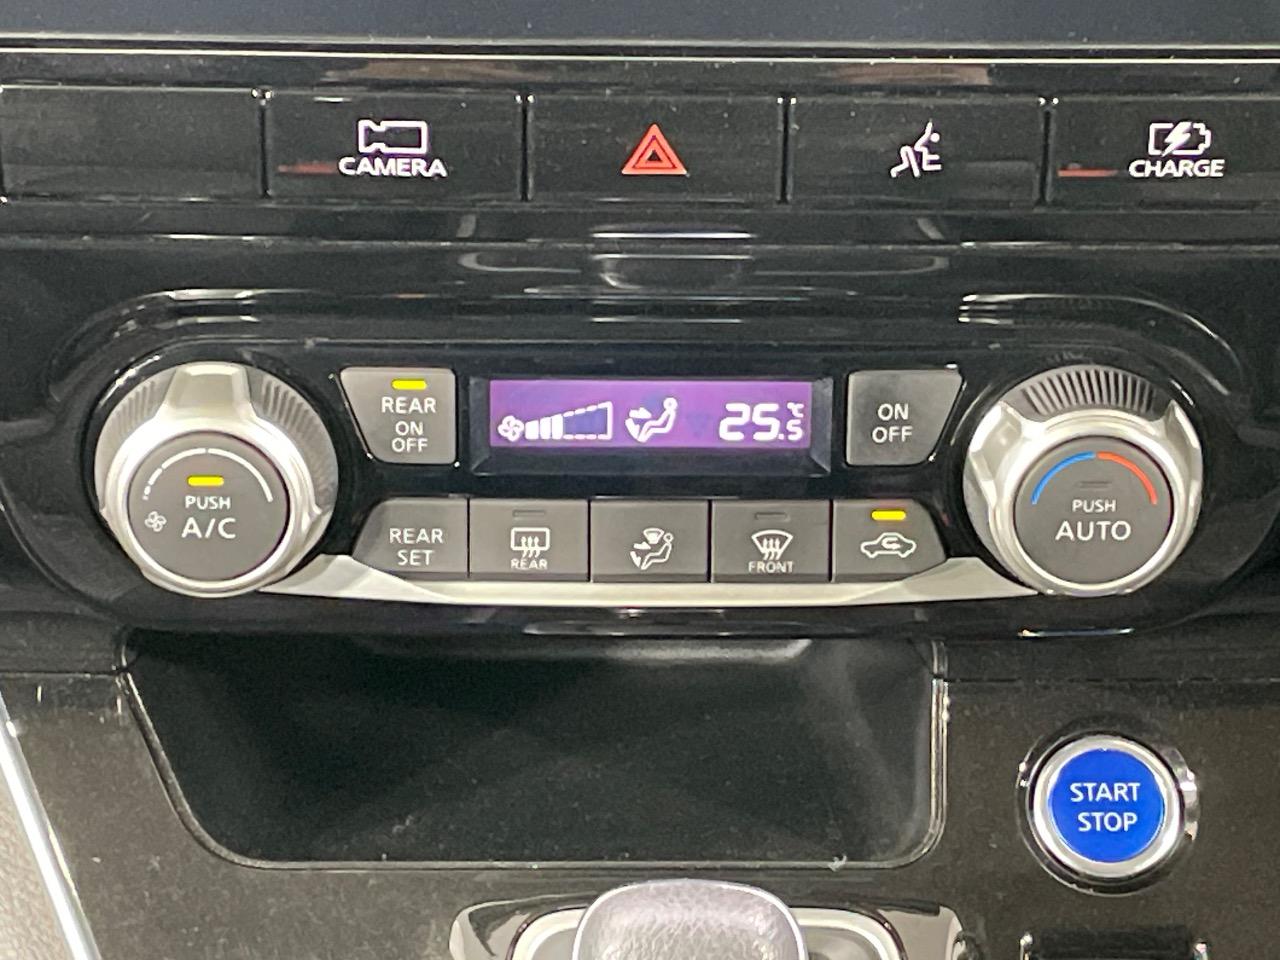 CAMERA
CHARGE
REAR
ON
OFF
25.5℃
ON
OFF
PUSH
A/C
PUSH
AUTO
REAR
SET
REAR
FRONT
START
STOP